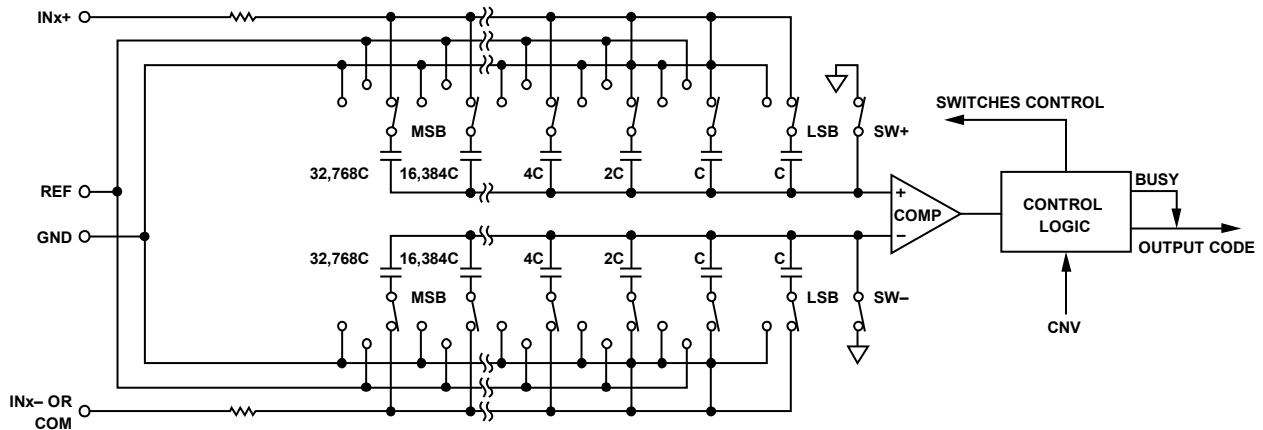 INx+
SWITCHES CONTROL
MSB
LSB
SW+
32,768C 16,384C 4C 2C C C
REF
BUSY
+
COMP
–
CONTROL
LOGIC
GND
OUTPUT CODE
32,768C 16,384C 4C 2C C C
MSB
LSB
SW–
CNV
INx– OR
COM